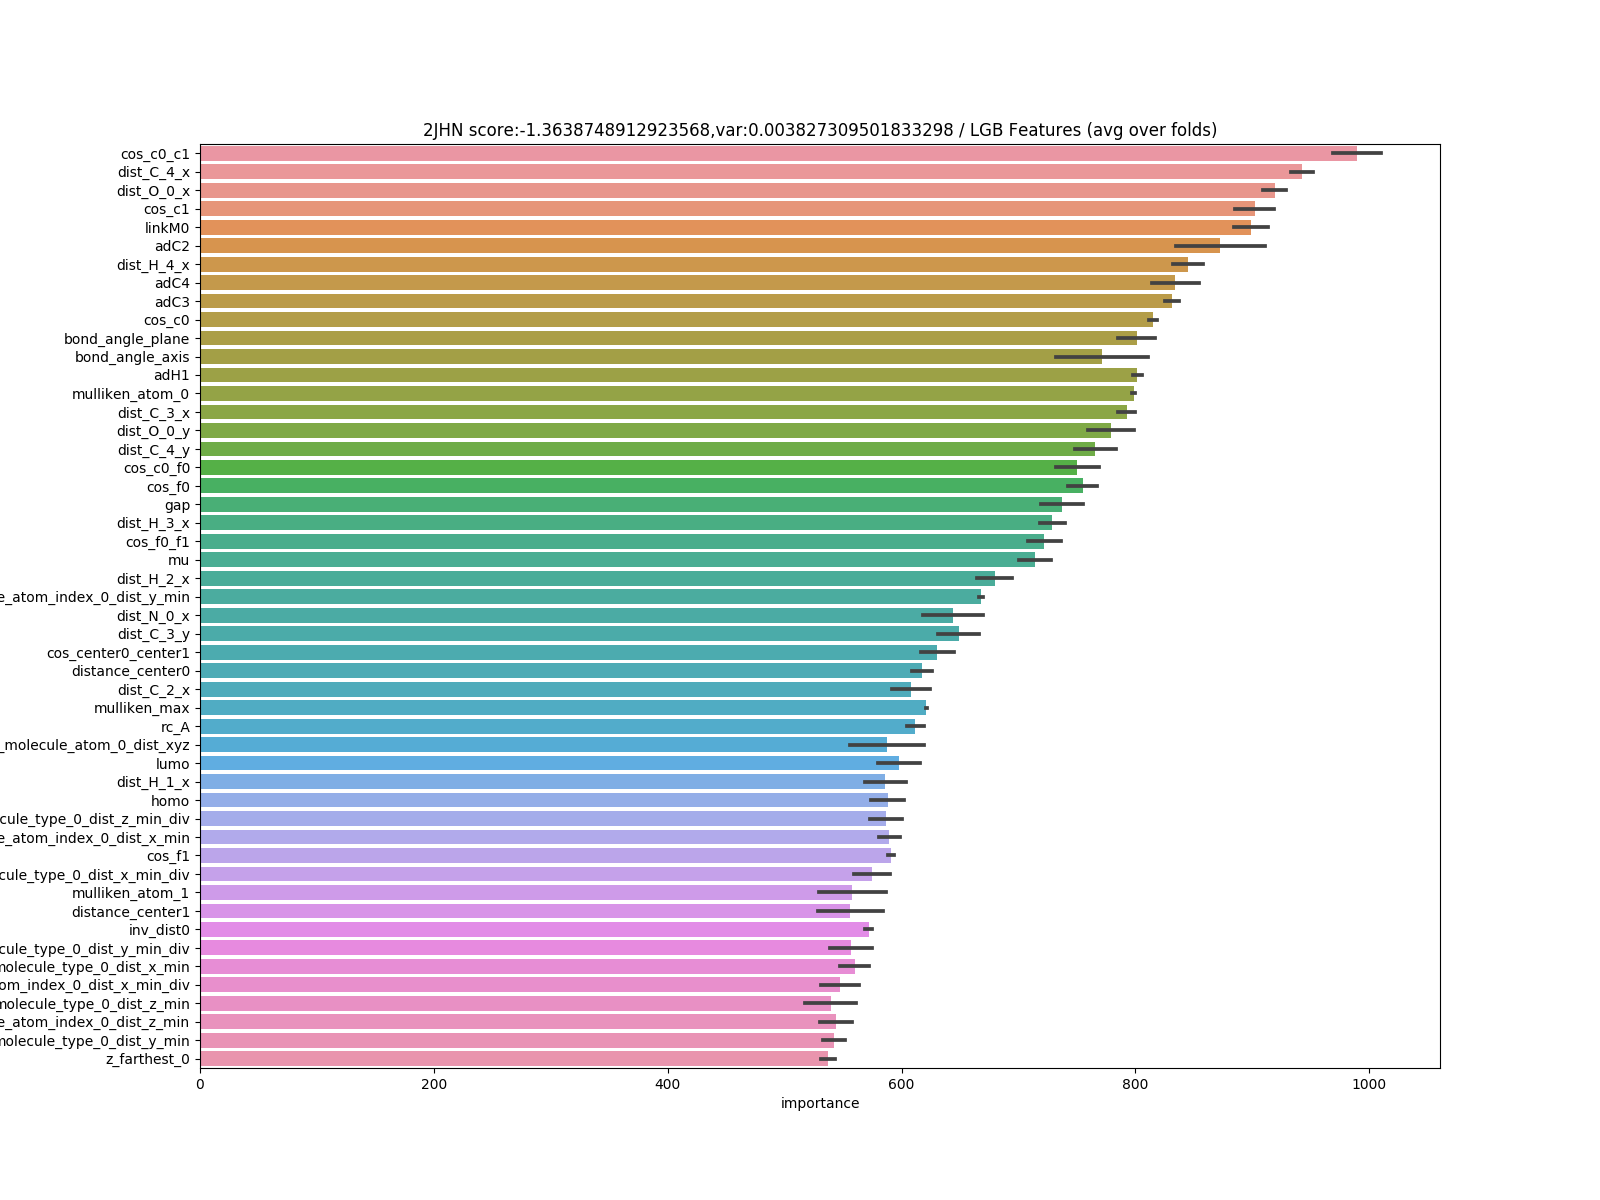 2JHN score:-1.3638748912923568,var:0.003827309501833298 / LGB Features (avg over folds)
cos_c0_c1
dist_C_4_x
dist_O_0_x
cos_c1
linkM0
adC2
dist_H_4_x
adC4
adC3
cos_c0
bond_angle_plane
bond_angle_axis
adH1
mulliken_atom_0
dist_C_3_x
dist_O_0_y
dist_C_4_y
cos_c0_f0
cos_f0
gap
dist_H_3_x
cos_f0_f1
mu
dist_H_2_x
e_atom_index_0_dist_y_min
dist_N_0_x
dist_C_3_y
cos_center0_center1
distance_center0
dist_C_2_x
mulliken_max
rc_A
_molecule_atom_0_dist_xyz
lumo
dist_H_1_x
homo
cule_type_0_dist_z_min_div
e_atom_index_0_dist_x_min
cos_f1
cule_type_0_dist_x_min_div
mulliken_atom_1
distance_center1
inv_dist0
cule_type_0_dist_y_min_div
molecule_type_0_dist_x_min
om_index_0_dist_x_min_div
molecule_type_0_dist_z_min
e_atom_index_0_dist_z_min
molecule_type_0_dist_y_min
z_farthest_0
0 200 400 600 800 1000
importance